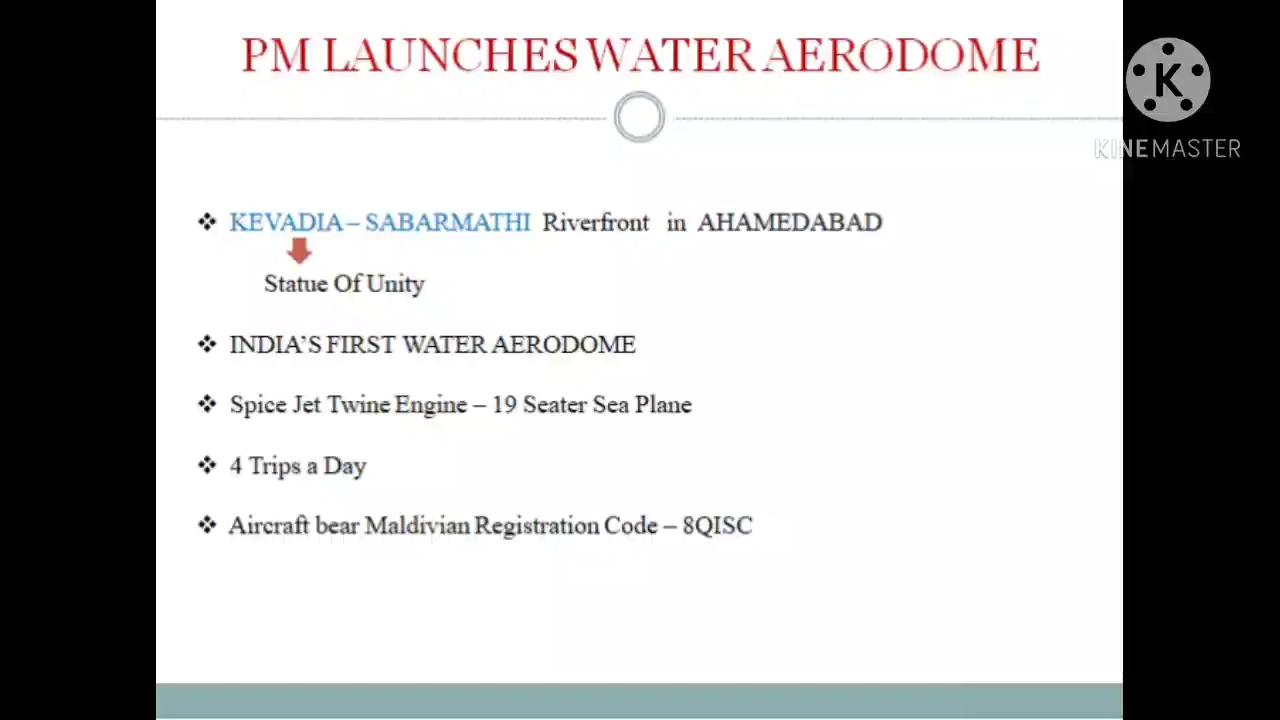 PM LAUNCHES WATER AERODOME
K
KINEMASTER
KEVADIA – SABARMATHI Riverfront in AHAMEDABAD
Statue Of Unity
INDIA'S FIRST WATER AERODOME
Spice Jet Twine Engine – 19 Seater Sea Plane
4 Trips a Day
Aircraft bear Maldivian Registration Code – 8QISC